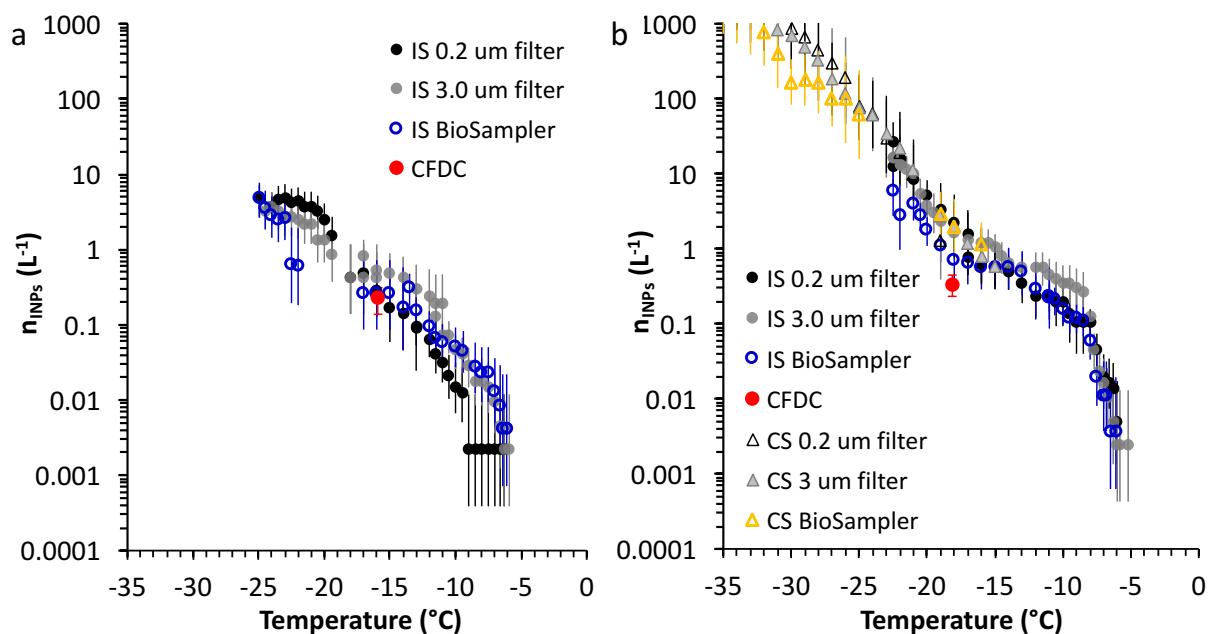 a
1000
100
10
1
0.1
0.01
0.001
0.0001
n_INPs (L⁻¹)
-35 -30 -25 -20 -15 -10 -5 0
Temperature (°C)
IS 0.2 um filter
IS 3.0 um filter
IS BioSampler
CFDC
b
1000
100
10
1
0.1
0.01
0.001
0.0001
n_INPs (L⁻¹)
-35 -30 -25 -20 -15 -10 -5 0
Temperature (°C)
IS 0.2 um filter
IS 3.0 um filter
IS BioSampler
CFDC
CS 0.2 um filter
CS 3 um filter
CS BioSampler